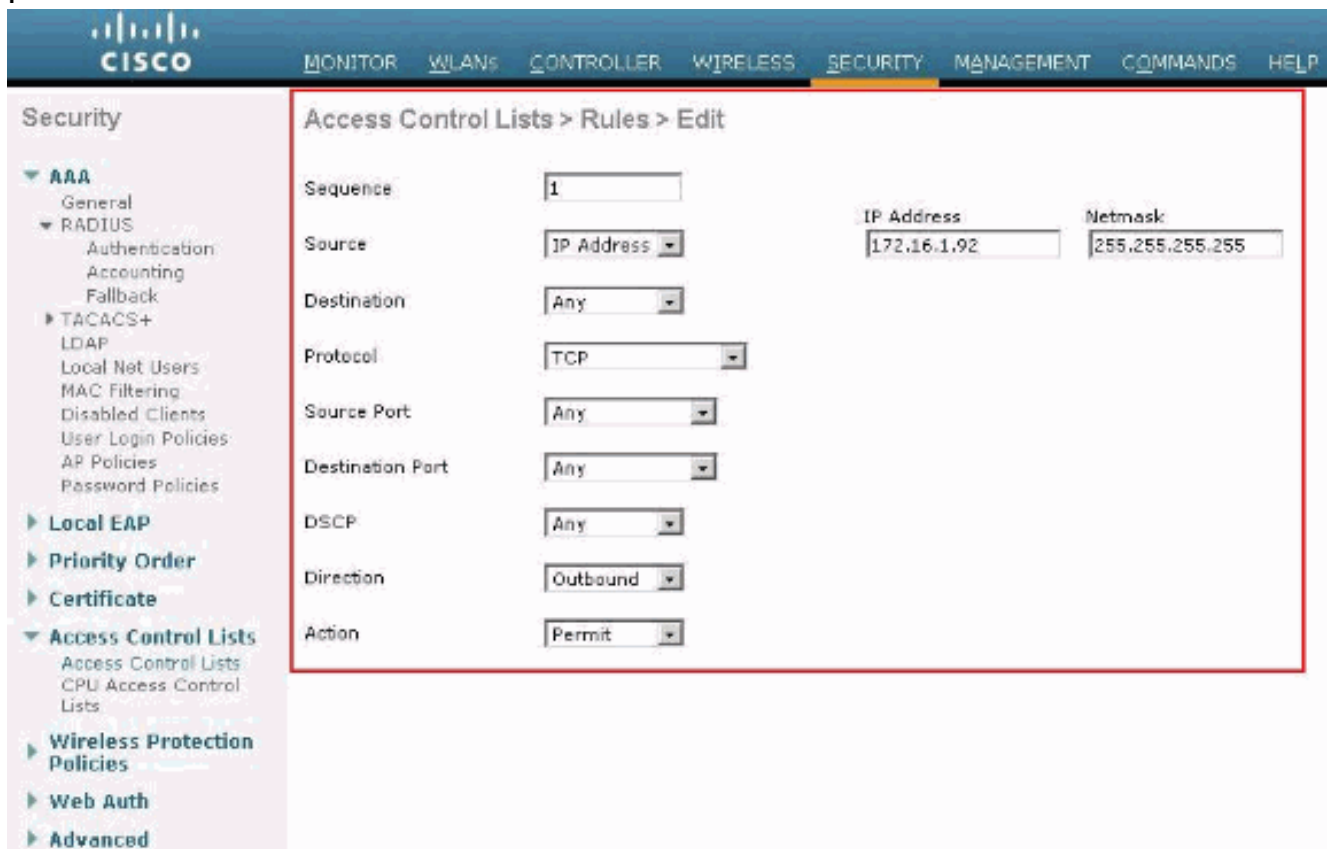 CISCO
MONITOR WLANs CONTROLLER WIRELESS SECURITY MANAGEMENT COMMANDS HELP
Security
AAA
General
RADIUS
Authentication
Accounting
Fallback
TACACS+
LDAP
Local Net Users
MAC Filtering
Disabled Clients
User Login Policies
AP Policies
Password Policies
Local EAP
Priority Order
Certificate
Access Control Lists
Access Control Lists
CPU Access Control
Lists
Wireless Protection
Policies
Web Auth
Advanced
Access Control Lists > Rules > Edit
Sequence 1
IP Address Netmask
Source IP Address 172.16.1.92 255.255.255.255
Destination Any
Protocol TCP
Source Port Any
Destination Port Any
DSCP Any
Direction Outbound
Action Permit